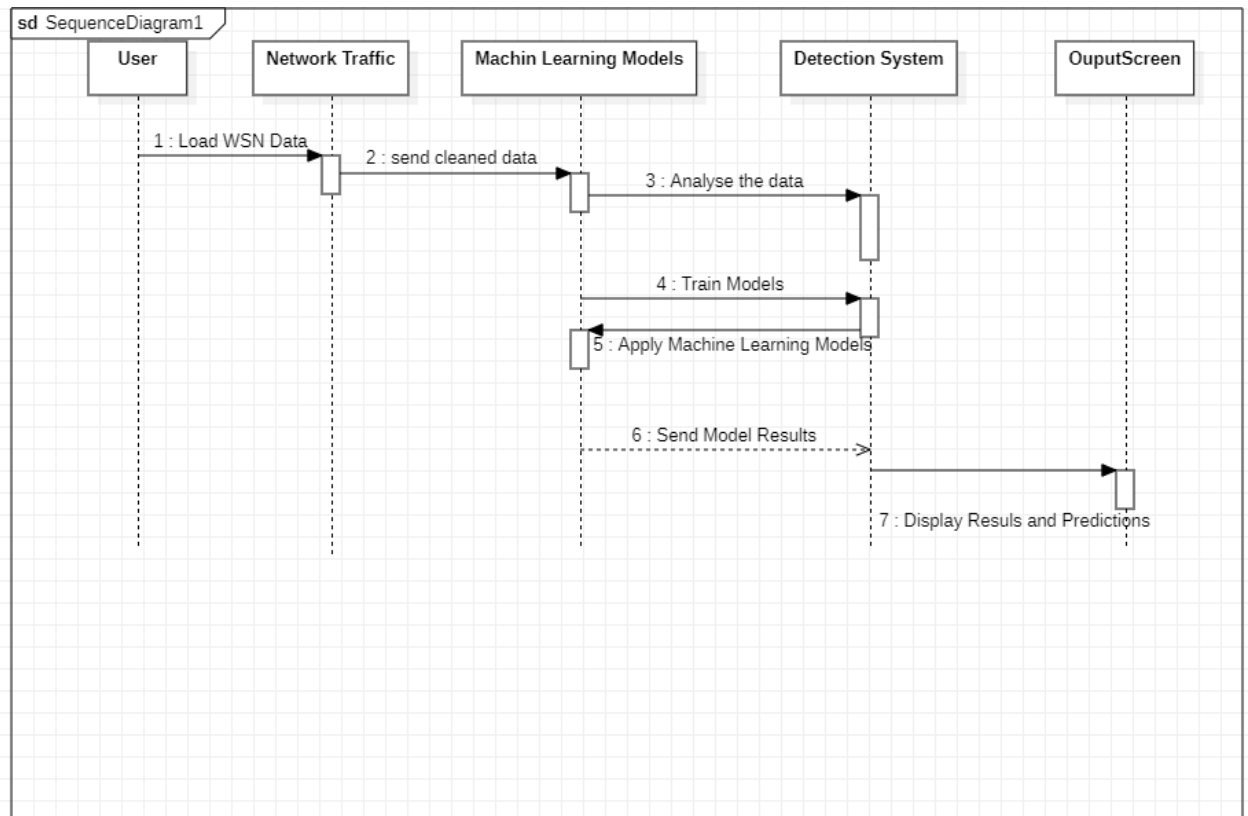 sd SequenceDiagram1
User
Network Traffic
Machin Learning Models
Detection System
OuputScreen
1 : Load WSN Data
2 : send cleaned data
3 : Analyse the data
4 : Train Models
5 : Apply Machine Learning Models
6 : Send Model Results
7 : Display Resuls and Predictions